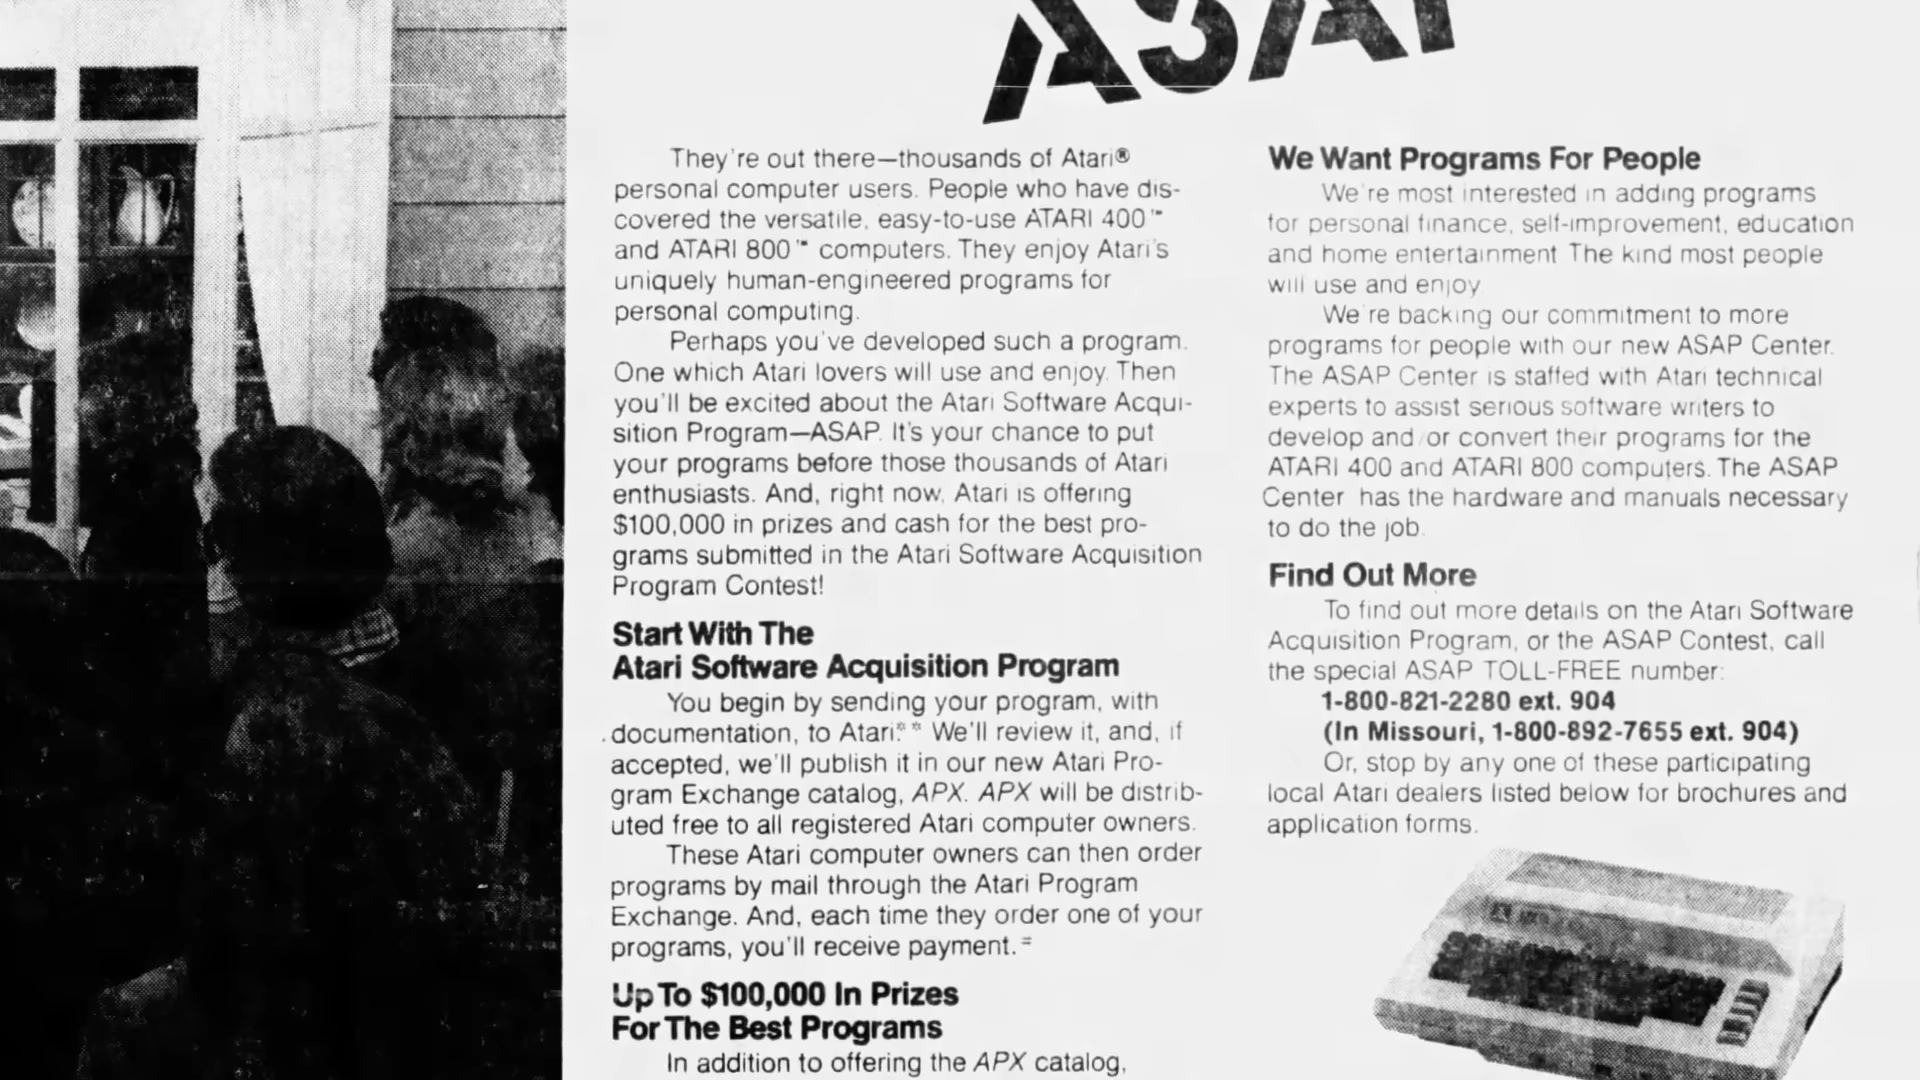 ASAP
They're out there—thousands of Atari®
personal computer users. People who have dis-
covered the versatile, easy-to-use ATARI 400™
and ATARI 800™ computers. They enjoy Atari's
uniquely human-engineered programs for
personal computing.
Perhaps you've developed such a program.
One which Atari lovers will use and enjoy. Then
you'll be excited about the Atari Software Acqui-
sition Program—ASAP. It's your chance to put
your programs before those thousands of Atari
enthusiasts. And, right now, Atari is offering
$100,000 in prizes and cash for the best pro-
grams submitted in the Atari Software Acquisition
Program Contest!
Start With The
Atari Software Acquisition Program
You begin by sending your program, with
documentation, to Atari.** We'll review it, and, if
accepted, we'll publish it in our new Atari Pro-
gram Exchange catalog, APX. APX will be distrib-
uted free to all registered Atari computer owners.
These Atari computer owners can then order
programs by mail through the Atari Program
Exchange. And, each time they order one of your
programs, you'll receive payment.=
Up To $100,000 In Prizes
For The Best Programs
In addition to offering the APX catalog,
We Want Programs For People
We're most interested in adding programs
for personal finance, self-improvement, education
and home entertainment The kind most people
will use and enjoy
We're backing our commitment to more
programs for people with our new ASAP Center.
The ASAP Center is staffed with Atari technical
experts to assist serious software writers to
develop and/or convert their programs for the
ATARI 400 and ATARI 800 computers. The ASAP
Center has the hardware and manuals necessary
to do the job.
Find Out More
To find out more details on the Atari Software
Acquisition Program, or the ASAP Contest, call
the special ASAP TOLL-FREE number:
1-800-821-2280 ext. 904
(In Missouri, 1-800-892-7655 ext. 904)
Or, stop by any one of these participating
local Atari dealers listed below for brochures and
application forms.